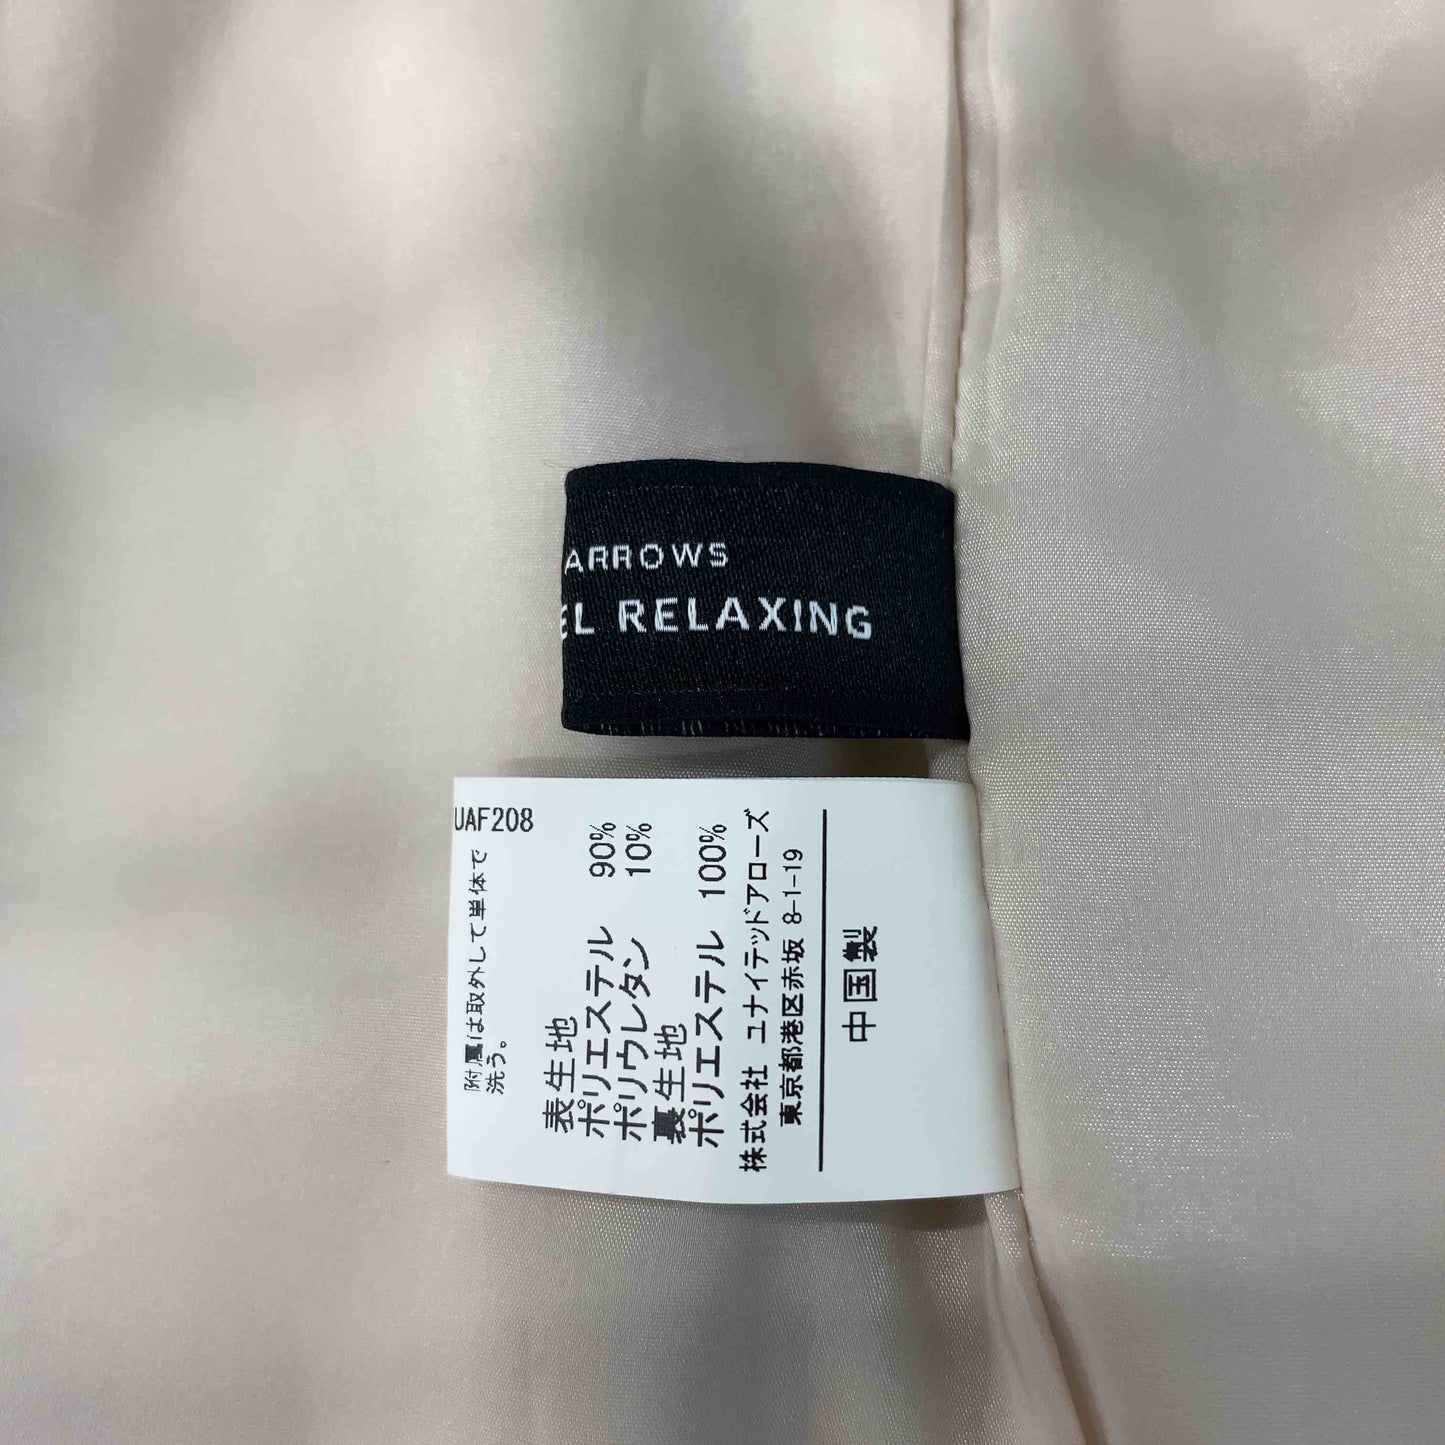 ARROWS
EL RELAXING
UAF208
附属は取外して単体で
洗う。
表生地
ポリエステル 90%
ポリウレタン 10%
裏生地
ポリエステル 100%
株式会社 ユナイテッドアローズ
東京都港区赤坂 8-1-19
中国製